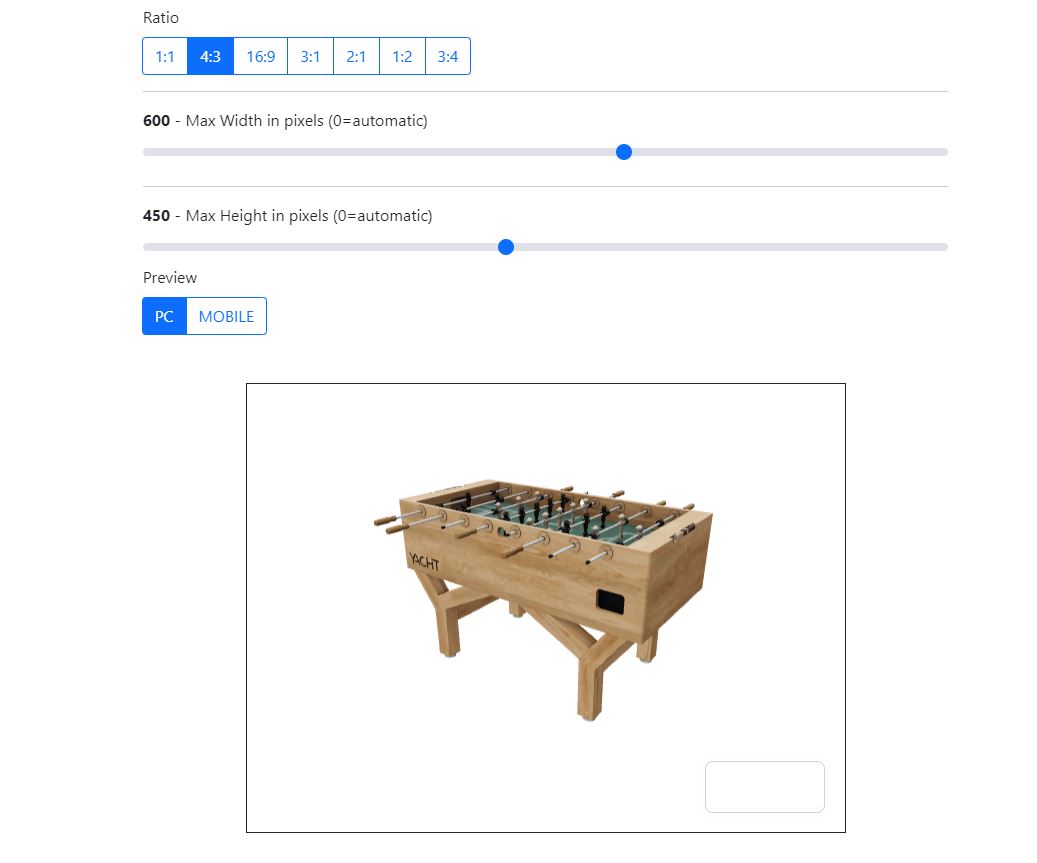 Ratio
1:1 4:3 16:9 3:1 2:1 1:2 3:4
600 - Max Width in pixels (0=automatic)
450 - Max Height in pixels (0=automatic)
Preview
PC MOBILE
YACHT